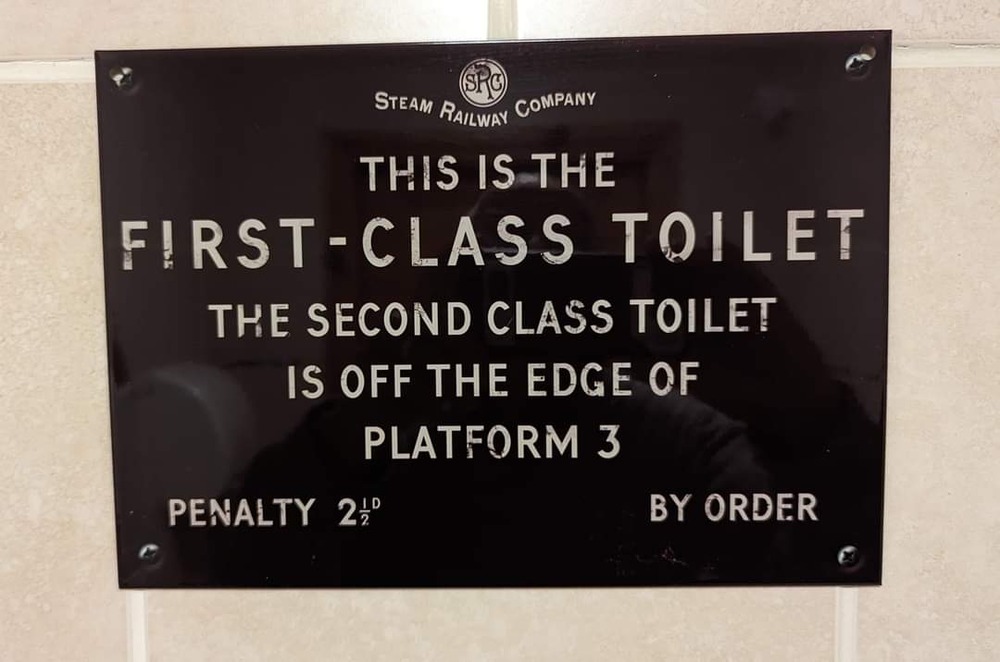 SRC
STEAM RAILWAY COMPANY
THIS IS THE
FIRST-CLASS TOILET
THE SECOND CLASS TOILET
IS OFF THE EDGE OF
PLATFORM 3
PENALTY 2½D
BY ORDER